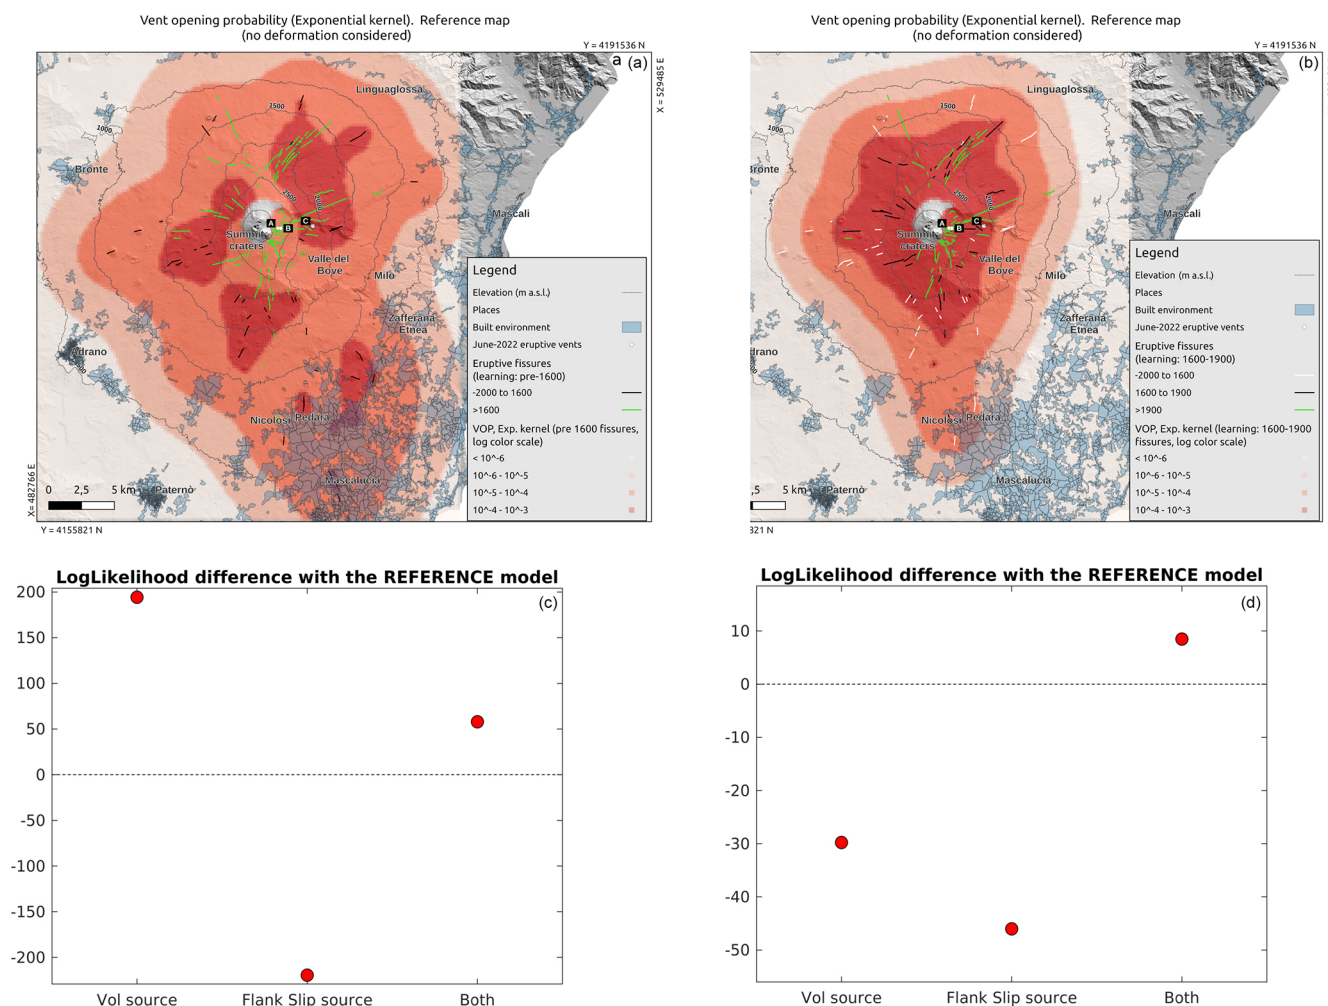 Vent opening probability (Exponential kernel). Reference map
(no deformation considered)
Y = 4191536 N
a (a)
X = 529485 E
Linguaglossa
1500
1000
Bronte
2500
2000
A
B
C
Mascali
Summit
craters
Valle del
Bove
Milo
Zafferana
Etnea
Adrano
Nicolosi
Pedara
Mascalucia
Paternò
0 2,5 5 km
X= 482766 E
Y = 4155821 N
Legend
Elevation (m a.s.l.)
Places
Built environment
June-2022 eruptive vents
Eruptive fissures
(learning: pre-1600)
-2000 to 1600
>1600
VOP, Exp. kernel (pre 1600 fissures,
log color scale)
< 10^-6
10^-6 - 10^-5
10^-5 - 10^-4
10^-4 - 10^-3
Vent opening probability (Exponential kernel). Reference map
(no deformation considered)
Y = 4191536 N
(b)
Linguaglossa
1500
1000
ronte
2500
2000
A
B
C
Mascali
Summit
craters
Valle del
Bove
Milo
Zafferana
Etnea
drano
Nicolosi
Pedara
Mascalucia
Paternò
,5 5 km
321 N
Legend
Elevation (m a.s.l.)
Places
Built environment
June-2022 eruptive vents
Eruptive fissures
(learning: 1600-1900)
-2000 to 1600
1600 to 1900
>1900
VOP, Exp. kernel (learning: 1600-1900
fissures, log color scale)
< 10^-6
10^-6 - 10^-5
10^-5 - 10^-4
10^-4 - 10^-3
LogLikelihood difference with the REFERENCE model
(c)
200
150
100
50
0
-50
-100
-150
-200
Vol source
Flank Slip source
Both
LogLikelihood difference with the REFERENCE model
(d)
10
0
-10
-20
-30
-40
-50
Vol source
Flank Slip source
Both